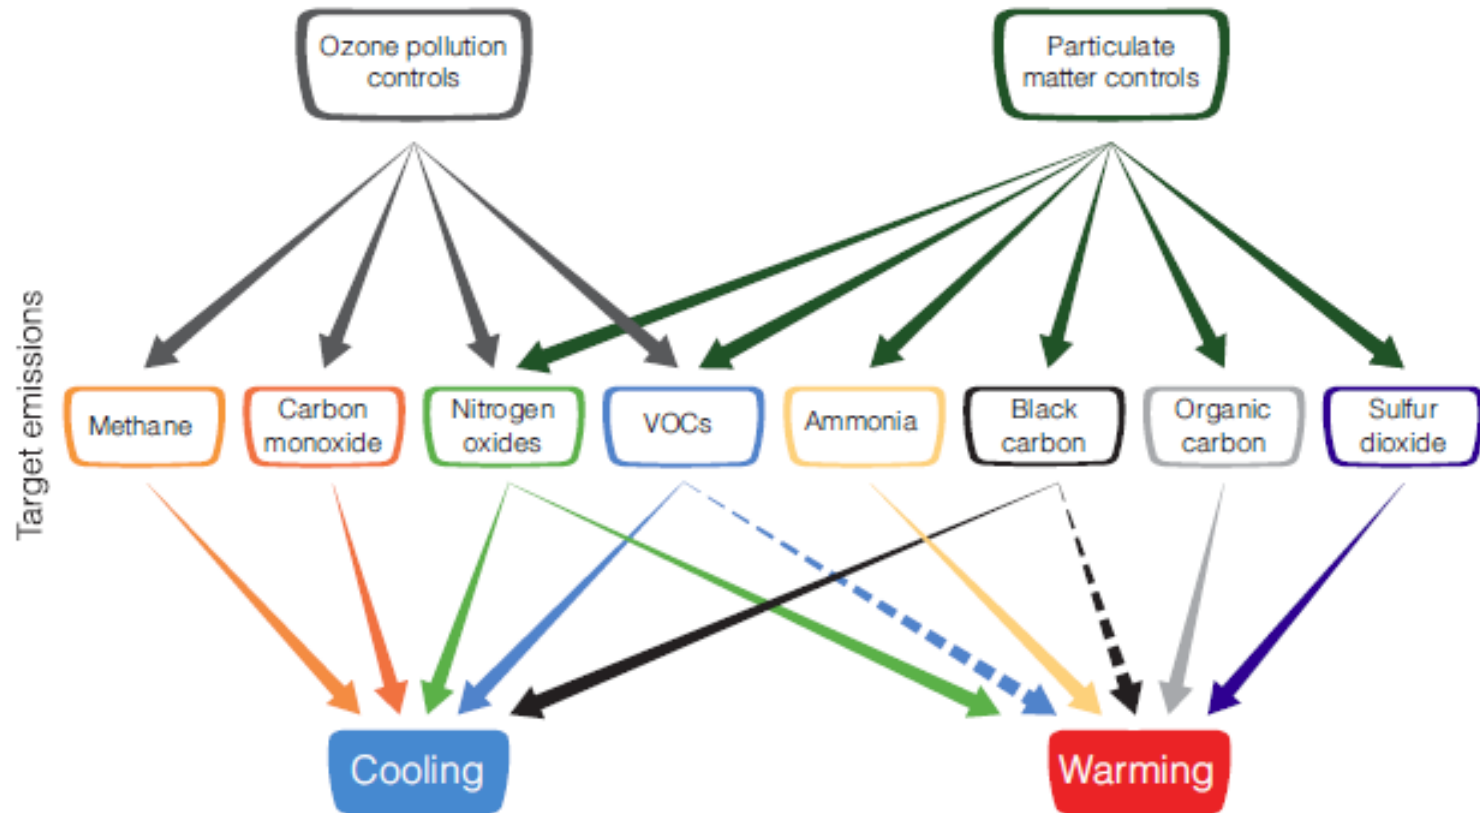 Ozone pollution
controls
Particulate
matter controls
Target emissions
Methane
Carbon
monoxide
Nitrogen
oxides
VOCs
Ammonia
Black
carbon
Organic
carbon
Sulfur
dioxide
Cooling
Warming